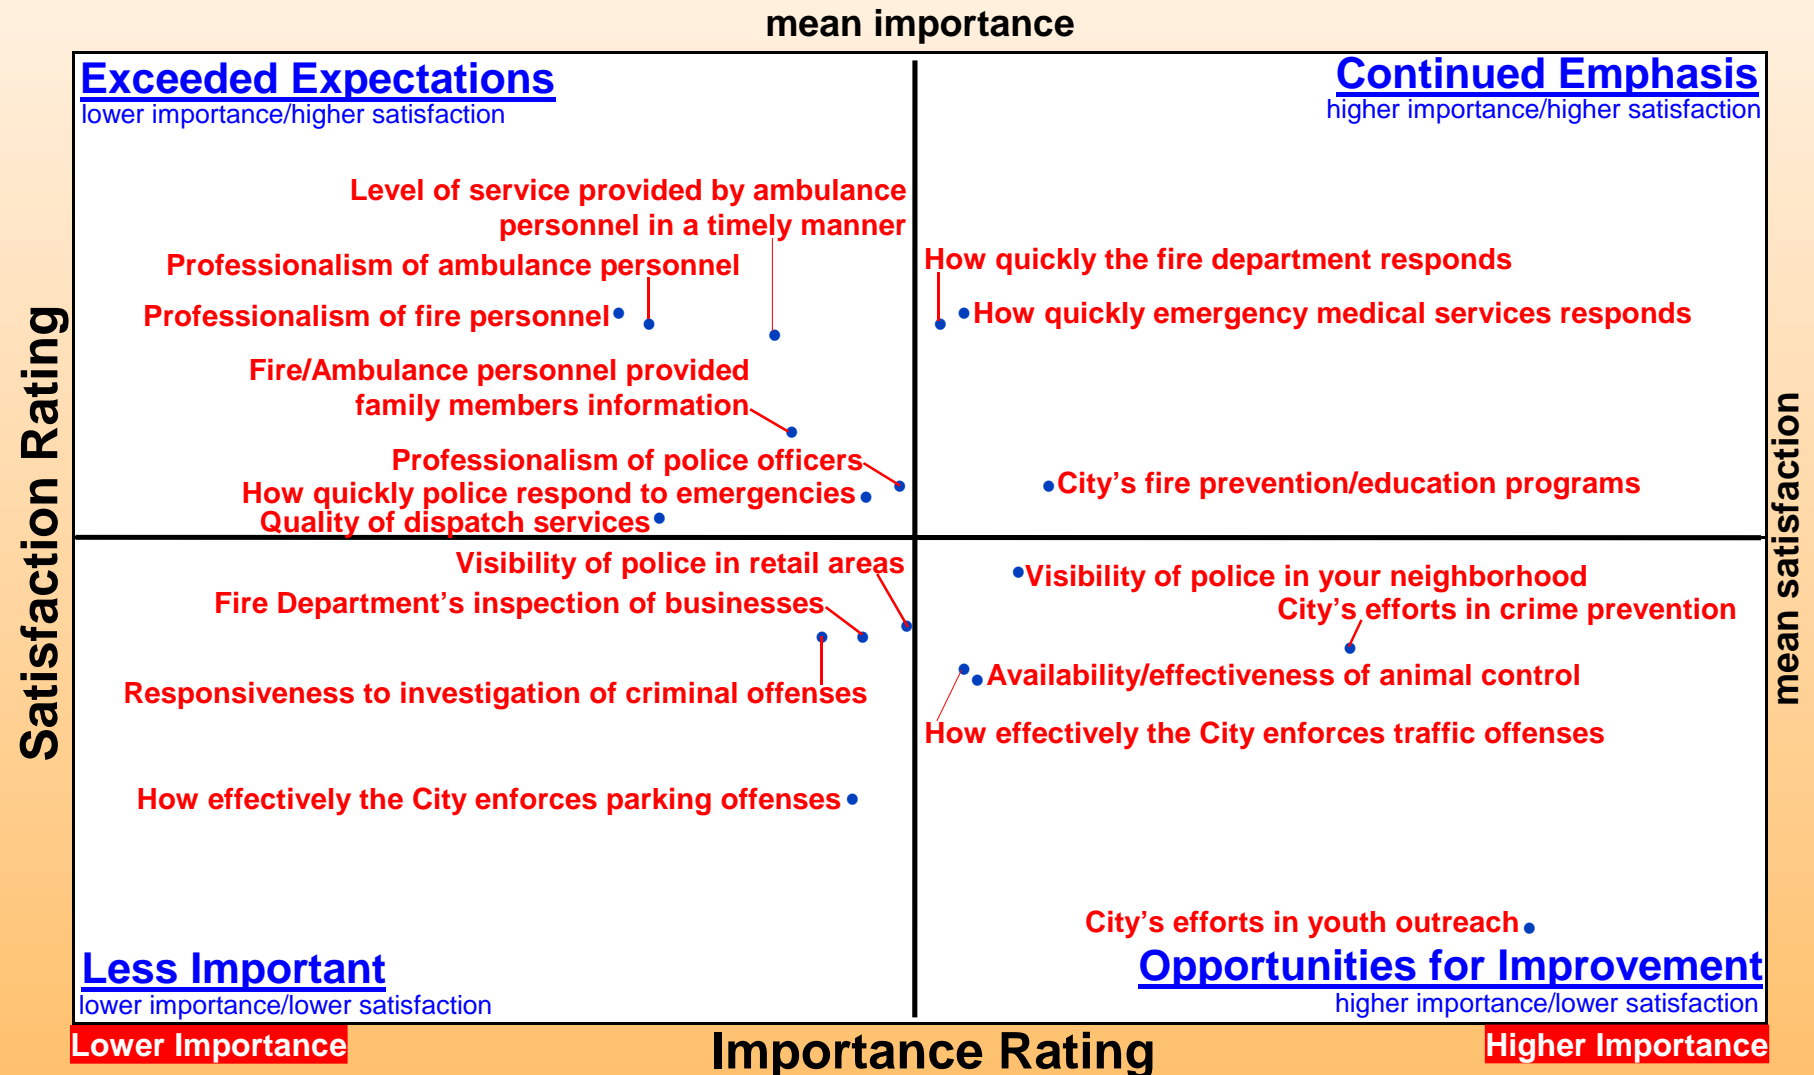 mean importance
Exceeded Expectations
lower importance/higher satisfaction
Continued Emphasis
higher importance/higher satisfaction
Level of service provided by ambulance
personnel in a timely manner
Professionalism of ambulance personnel
Professionalism of fire personnel
Fire/Ambulance personnel provided
family members information
Professionalism of police officers
How quickly police respond to emergencies
Quality of dispatch services
How quickly the fire department responds
How quickly emergency medical services responds
City’s fire prevention/education programs
Satisfaction Rating
mean satisfaction
Visibility of police in retail areas
Fire Department’s inspection of businesses
Responsiveness to investigation of criminal offenses
How effectively the City enforces parking offenses
Visibility of police in your neighborhood
City’s efforts in crime prevention
Availability/effectiveness of animal control
How effectively the City enforces traffic offenses
City’s efforts in youth outreach
Less Important
lower importance/lower satisfaction
Opportunities for Improvement
higher importance/lower satisfaction
Lower Importance
Importance Rating
Higher Importance